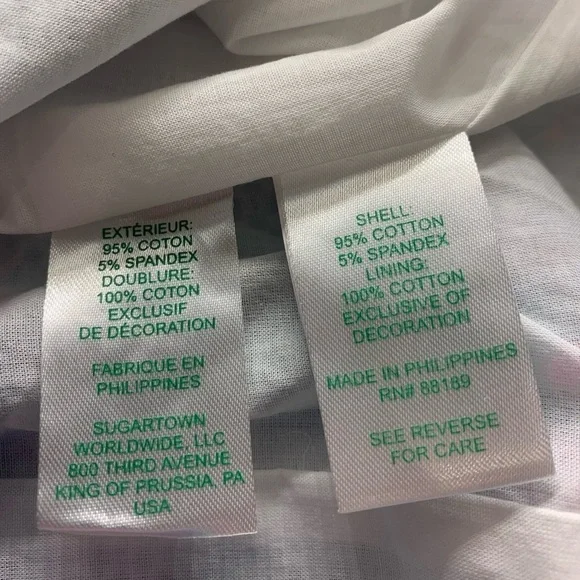 EXTÉRIEUR:
95% COTON
5% SPANDEX
DOUBLURE:
100% COTON
EXCLUSIF
DE DÉCORATION
FABRIQUE EN
PHILIPPINES
SUGARTOWN
WORLDWIDE, LLC
800 THIRD AVENUE
KING OF PRUSSIA, PA
USA
SHELL:
95% COTTON
5% SPANDEX
LINING:
100% COTTON
EXCLUSIVE OF
DECORATION
MADE IN PHILIPPINES
RN# 88189
SEE REVERSE
FOR CARE